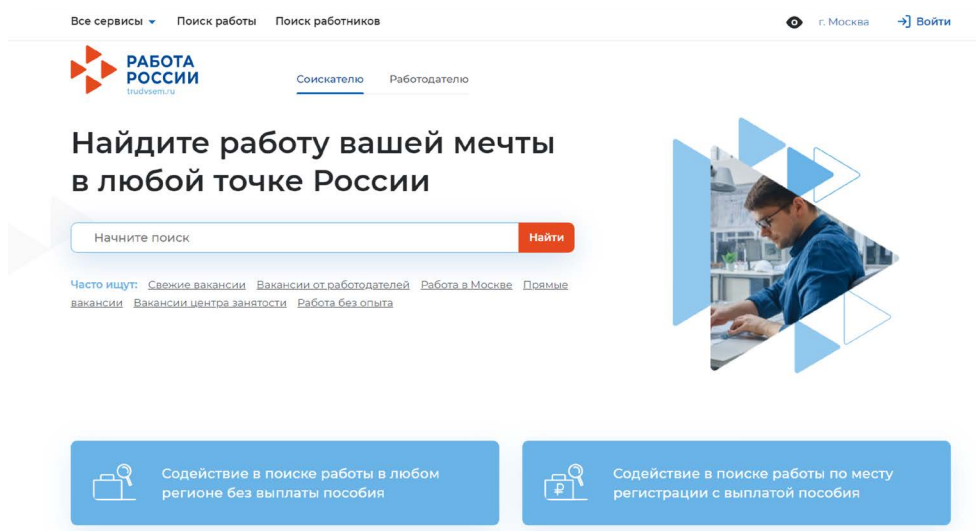 Все сервисы Поиск работы Поиск работников г. Москва Войти
РАБОТА
РОССИИ
trudvsem.ru
Соискателю Работодателю
Найдите работу вашей мечты
в любой точке России
Начните поиск Найти
Часто ищут: Свежие вакансии Вакансии от работодателей Работа в Москве Прямые
вакансии Вакансии центра занятости Работа без опыта
Содействие в поиске работы в любом
регионе без выплаты пособия
Содействие в поиске работы по месту
регистрации с выплатой пособия